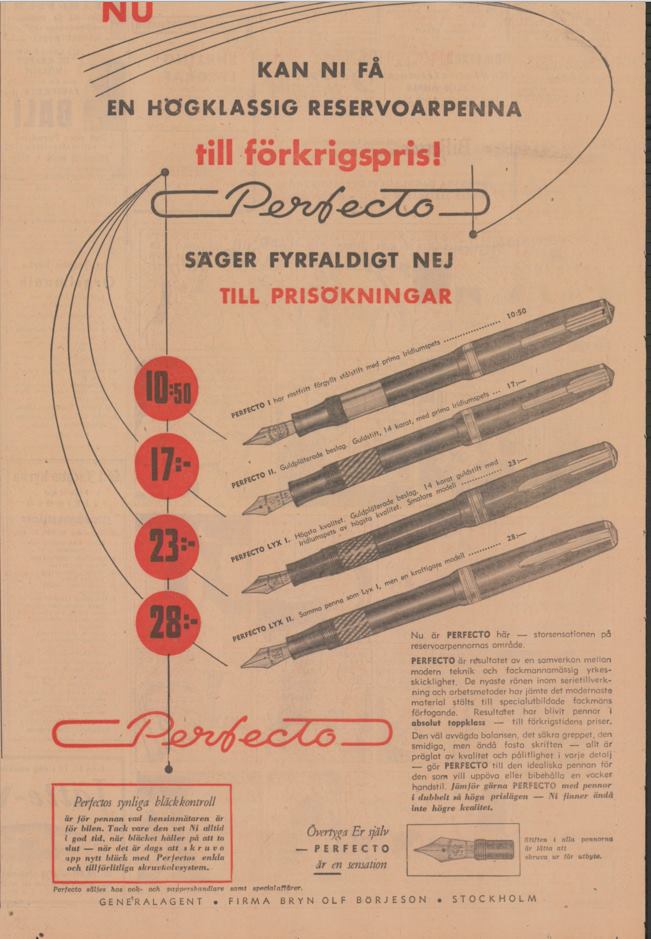 NU
KAN NI FÅ
EN HÖGKLASSIG RESERVOARPENNA
till förkrigspris!
Perfecto
SÄGER FYRFALDIGT NEJ
TILL PRISÖKNINGAR
10:50
17:-
23:-
28:-
PERFECTO I har rostfritt förgyllt stålstift med prima Iridiumspets .................... 10:50
PERFECTO II. Guldpläterade beslag. Guldstift, 14 karat, med prima Iridiumspets ... 17:—
PERFECTO LYX I. Högsta kvalitet. Guldpläterade beslag. 14 karat guldstift med
Iridiumspets av högsta kvalitet. Smalare modell .................... 23:—
PERFECTO LYX II. Samma penna som Lyx I, men en kraftigare modell ............ 28:—
Nu är PERFECTO här — storsensationen på
reservoarpennornas område.
PERFECTO är resultatet av en samverkan mellan
modern teknik och fackmannamässig yrkes-
skicklighet. De nyaste rönen inom serietillverk-
ning och arbetsmetoder har jämte det modernaste
material stälts till specialutbildade fackmäns
förfogande. Resultatet har blivit pennor i
absolut toppklass — till förkrigstidens priser.
Den väl avvägda balansen, det säkra greppet, den
smidiga, men ändå fasta skriften — allt är
präglat av kvalitet och pålitlighet i varje detalj
— gör PERFECTO till den idealiska pennan för
den som vill uppöva eller bibehålla en vacker
handstil. Jämför gärna PERFECTO med pennor
i dubbelt så höga prislägen — Ni finner ändå
inte högre kvalitet.
Perfecto
Perfectos synliga bläckkontroll
är för pennan vad bensinmätaren är
för bilen. Tack vare den vet Ni alltid
i god tid, när bläcket håller på att ta
slut — när det är dags att skruva
upp nytt bläck med Perfectos enkla
och tillförlitliga skruvkolvsystem.
Övertyga Er själv
— PERFECTO
är en sensation
Stiften i alla pennorna
är lätta att
skruva ur för utbyte.
Perfecto säljes hos bok- och pappershandlare samt specialaffärer.
GENERALAGENT • FIRMA BRYNOLF BÖRJESON • STOCKHOLM